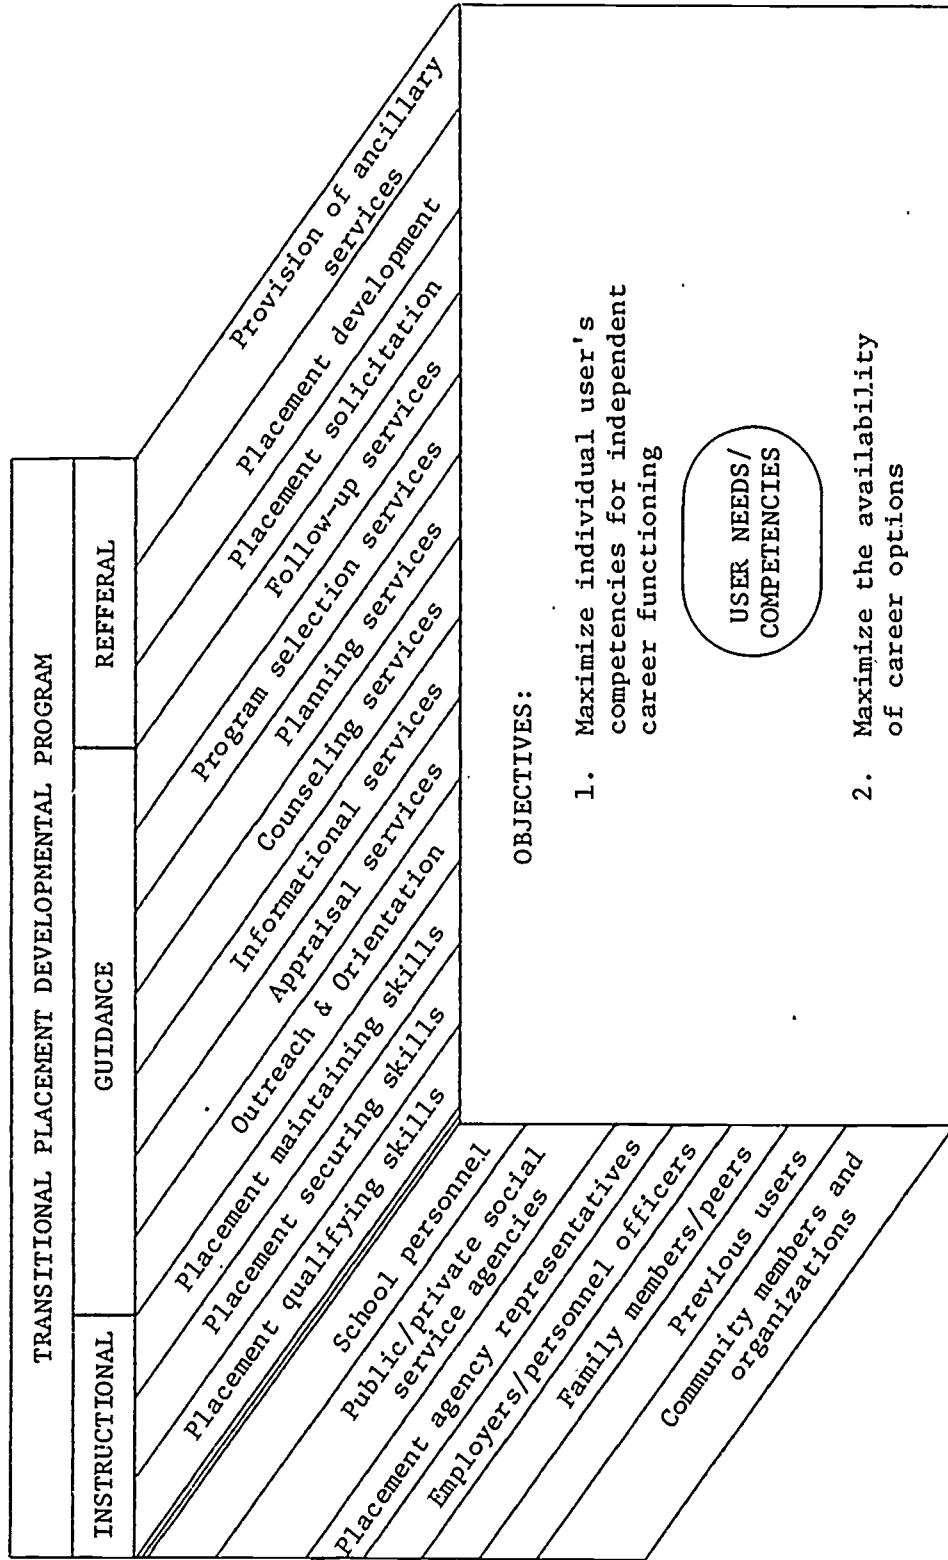 TRANSITIONAL PLACEMENT DEVELOPMENTAL PROGRAM
INSTRUCTIONAL
GUIDANCE
REFFERAL
Placement qualifying skills
Placement securing skills
Placement maintaining skills
Outreach & Orientation
Appraisal services
Informational services
Counseling services
Planning services
Program selection services
Follow-up services
Placement solicitation
Placement development
Provision of ancillary
services
School personnel
Public/private social
service agencies
Placement agency representatives
Employers/personnel officers
Family members/peers
Previous users
Community members and
organizations
OBJECTIVES:
1. Maximize individual user's
competencies for independent
career functioning
USER NEEDS/
COMPETENCIES
2. Maximize the availability
of career options